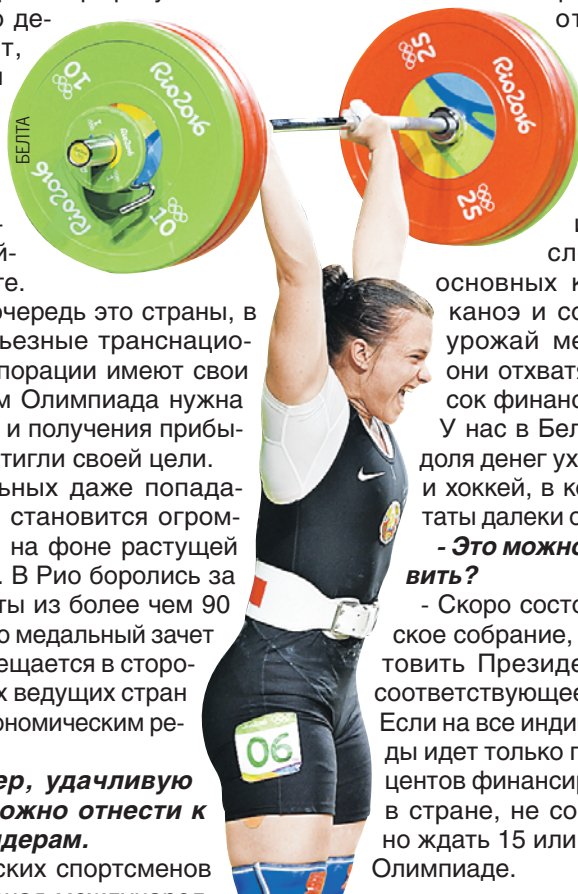 о де-
т,
БЕЛТА
й-
те.
очередь это страны, в
ьезные транснацио-
порации имеют свои
м Олимпиада нужна
и получения прибы-
тигли своей цели.
ьных даже попада-
становится огром-
на фоне растущей
. В Рио боролись за
ты из более чем 90
о медальный зачет
ещается в сторо-
х ведущих стран
ономическим ре-
ер, удачливую
ожно отнести к
дерам.
ских спортсменов
от
сл
основных к
каноэ и со
урожай ме
они отхватя
сок финанс
У нас в Бел
доля денег ух
и хоккей, в к
таты далеки о
- Это можно
вить?
- Скоро состо
ское собрание,
товить Президе
соответствующее
Если на все инди
ды идет только п
центов финансир
в стране, не со
но ждать 15 или
Олимпиаде.
10
Rio2016
Rio2016
10
25
Rio2016
25
06